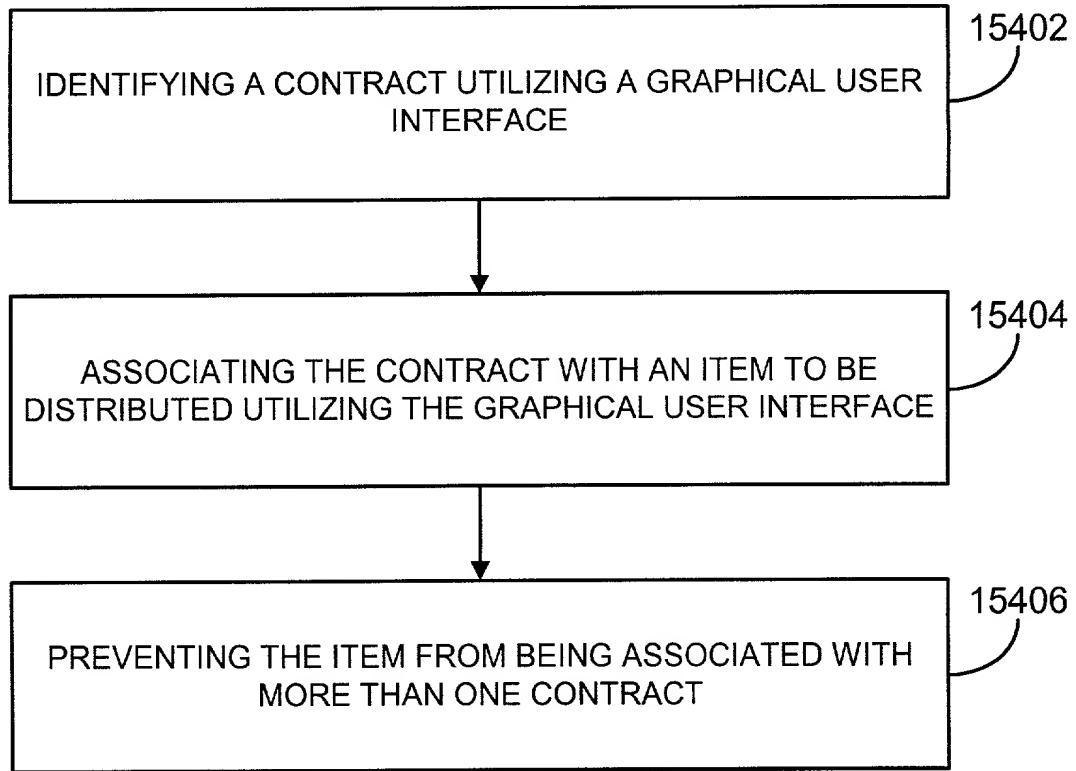 15402
IDENTIFYING A CONTRACT UTILIZING A GRAPHICAL USER
INTERFACE
15404
ASSOCIATING THE CONTRACT WITH AN ITEM TO BE
DISTRIBUTED UTILIZING THE GRAPHICAL USER INTERFACE
15406
PREVENTING THE ITEM FROM BEING ASSOCIATED WITH
MORE THAN ONE CONTRACT